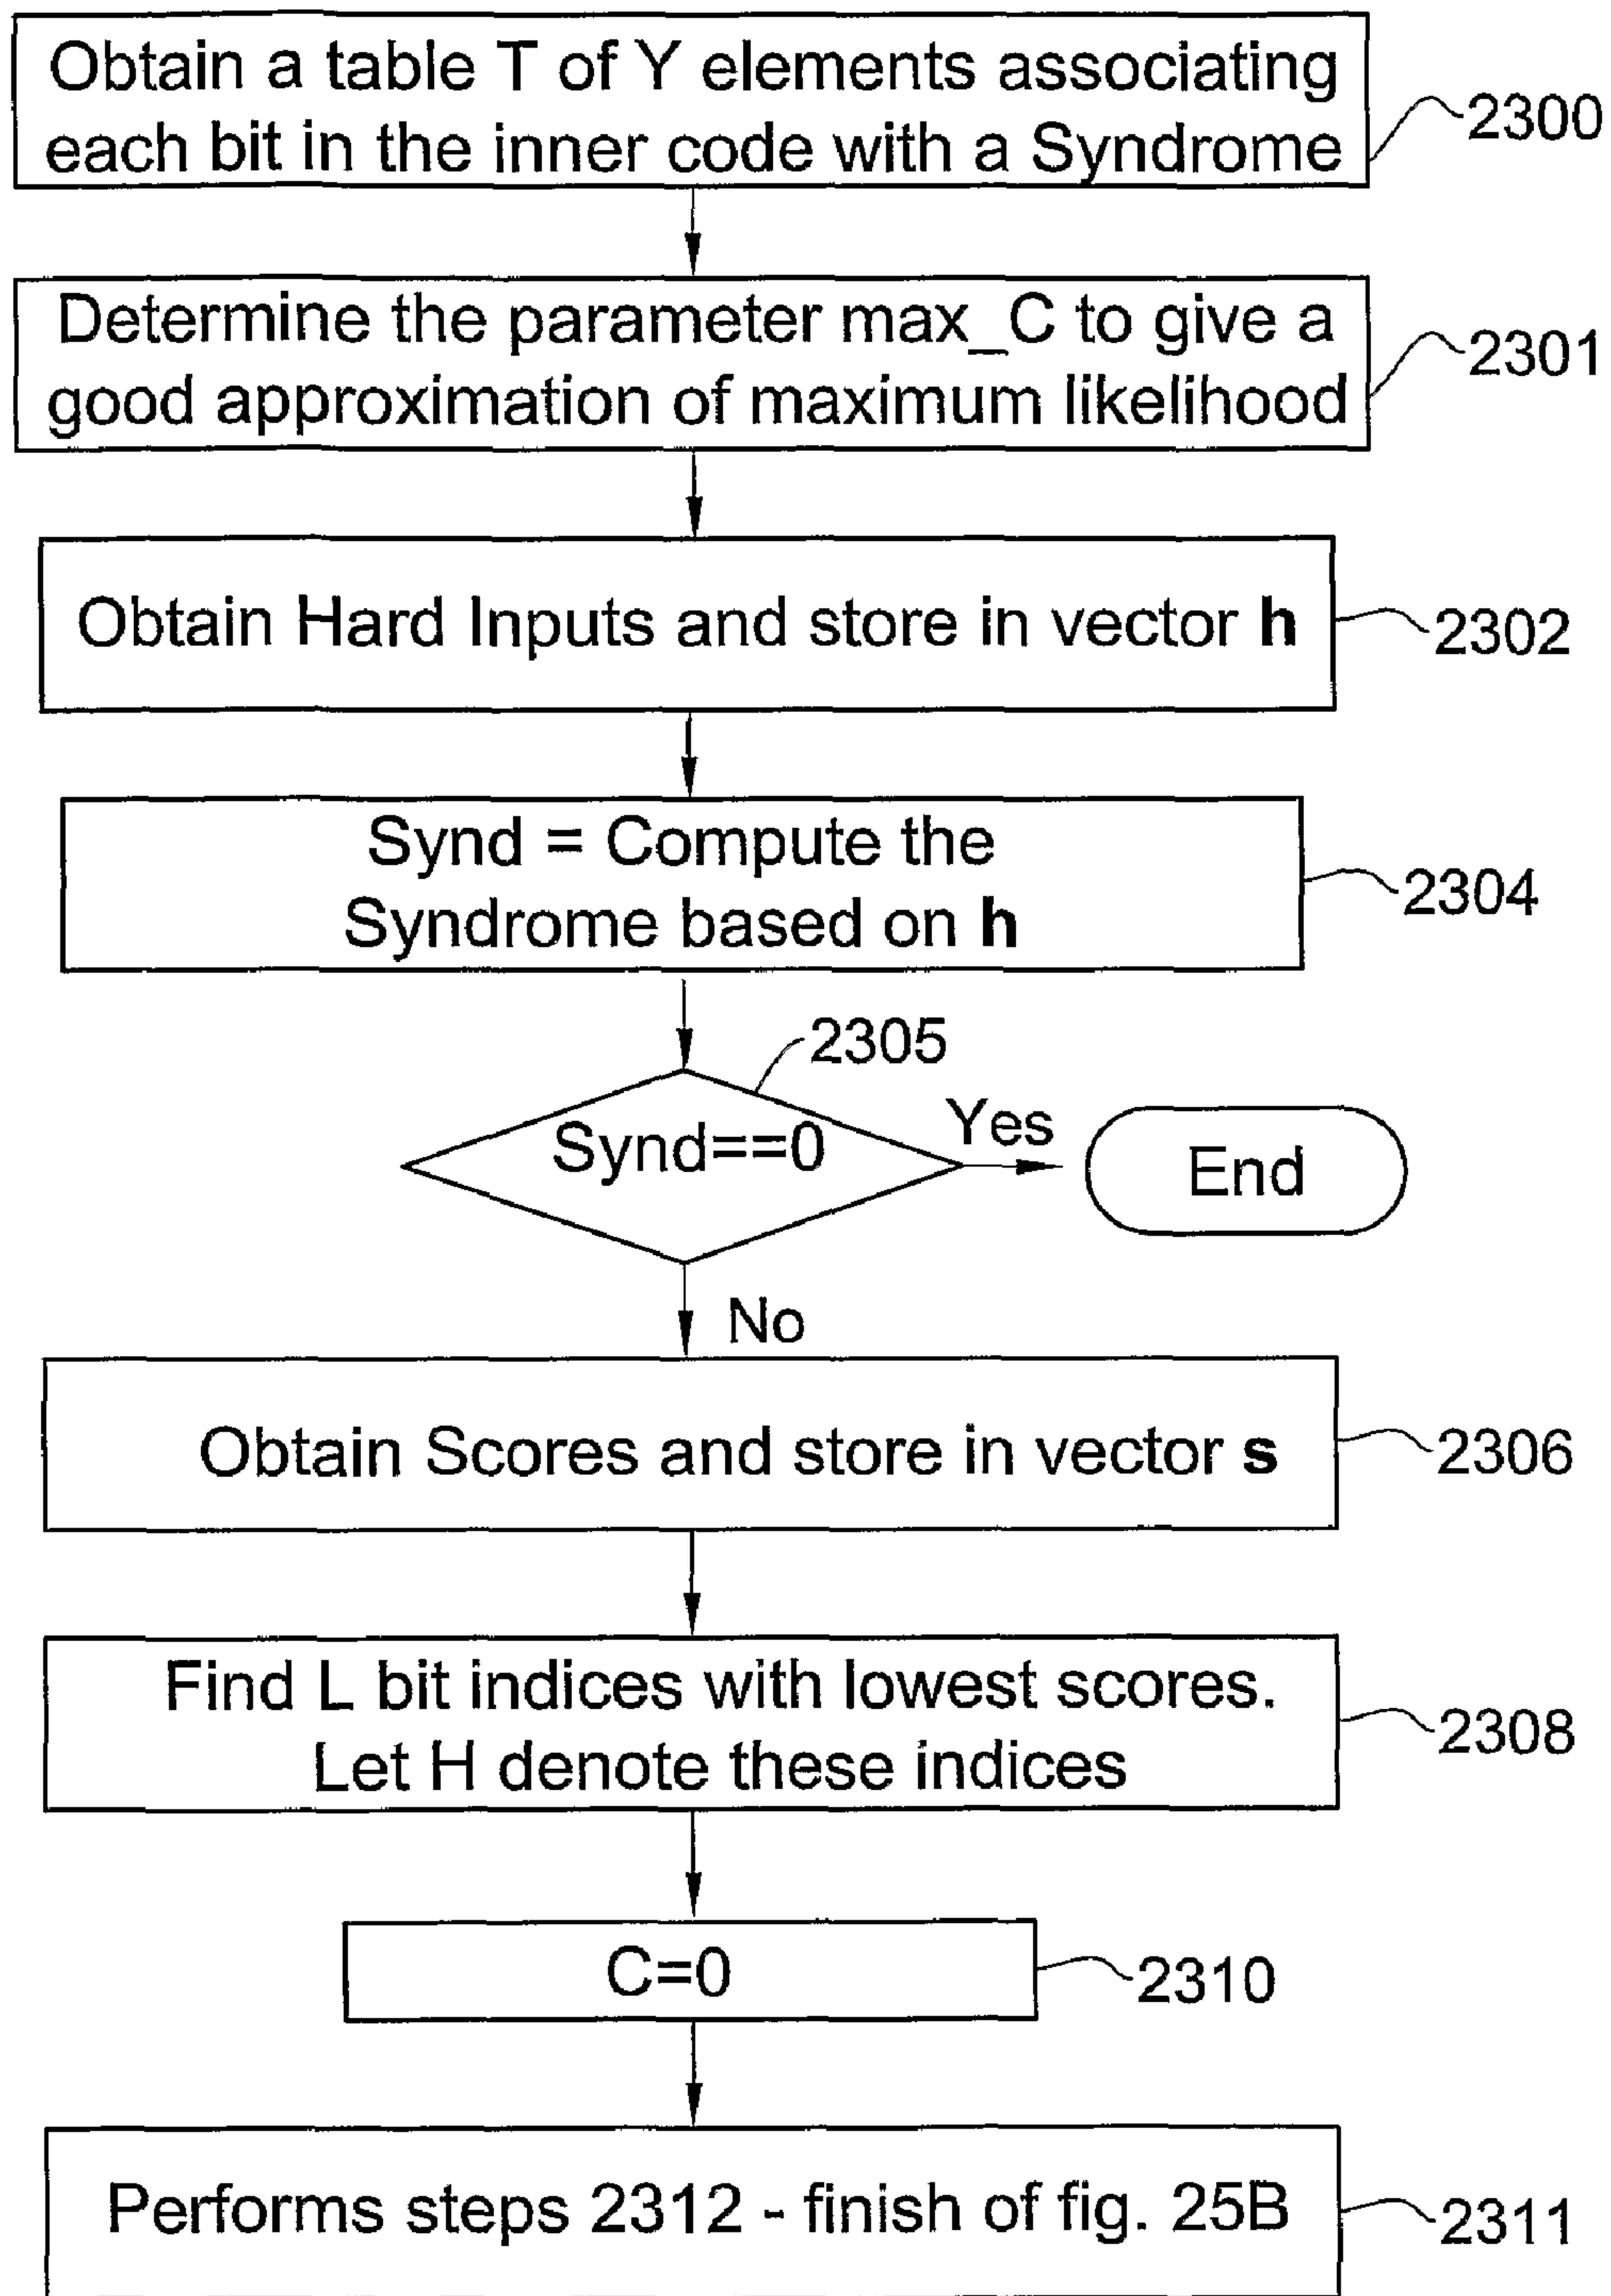 Obtain a table T of Y elements associating
each bit in the inner code with a Syndrome
2300
Determine the parameter max_C to give a
good approximation of maximum likelihood
2301
Obtain Hard Inputs and store in vector h
2302
Synd = Compute the
Syndrome based on h
2304
2305
Synd==0
Yes
End
No
Obtain Scores and store in vector s
2306
Find L bit indices with lowest scores.
Let H denote these indices
2308
C=0
2310
Performs steps 2312 - finish of fig. 25B
2311